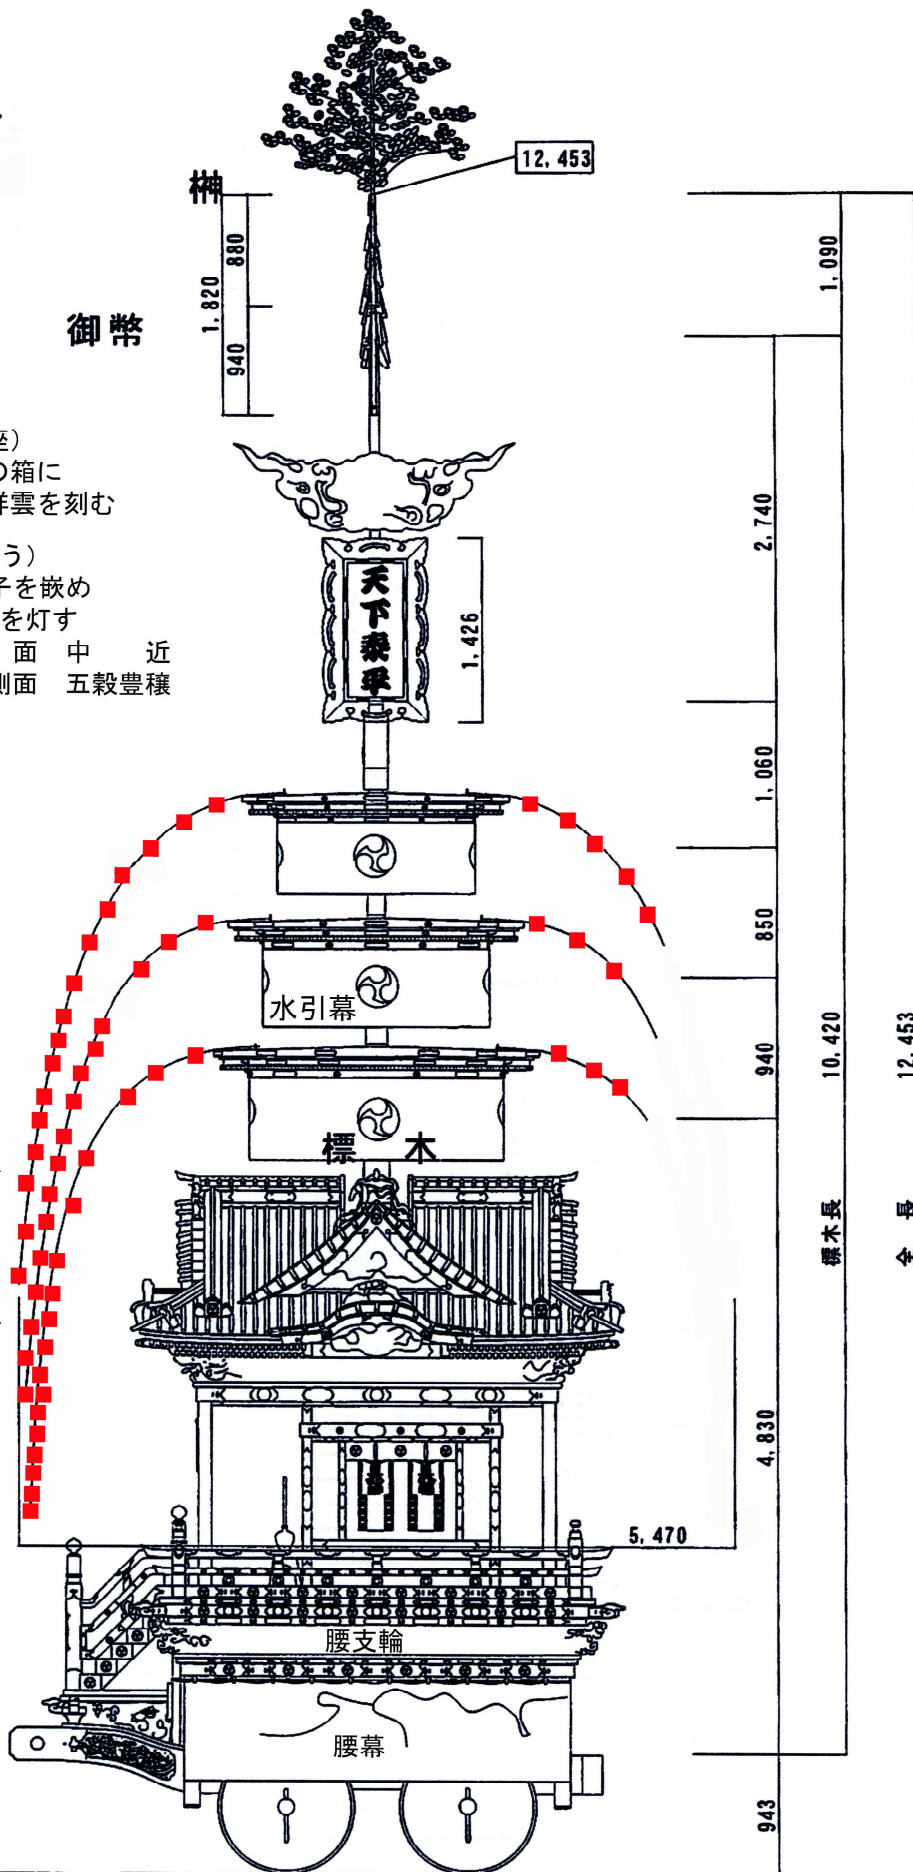 榊
12,453
880
1,820
940
御幣
1,090
座）
の箱に
祥雲を刻む
う）
子を嵌め
を灯す
面　中　　近
側面　五穀豊穣
天下泰平
1,426
2,740
1,060
850
水引幕
940
標　木
10,420
標木長
12,453
全　長
4,830
5,470
腰支輪
腰幕
943